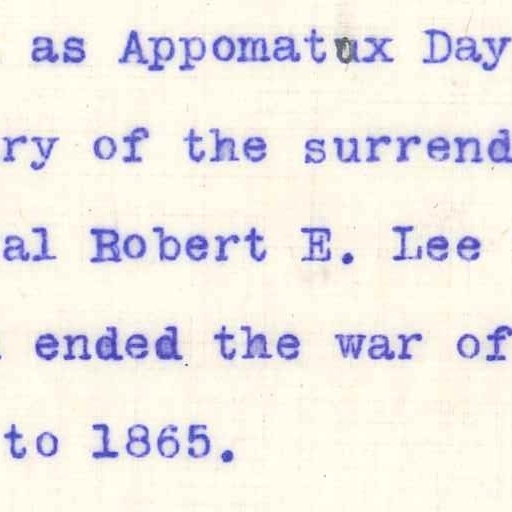 as Appomatux Day
ry of the surrend
al Robert E. Lee
ended the war of
to 1865.